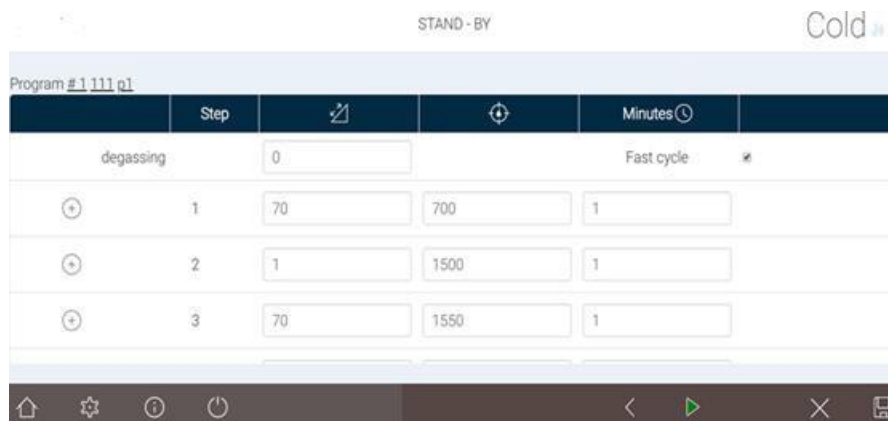 STAND - BY
Cold
Program # 1 111 p1
Step Minutes
degassing 0 Fast cycle
1 70 700 1
2 1 1500 1
3 70 1550 1